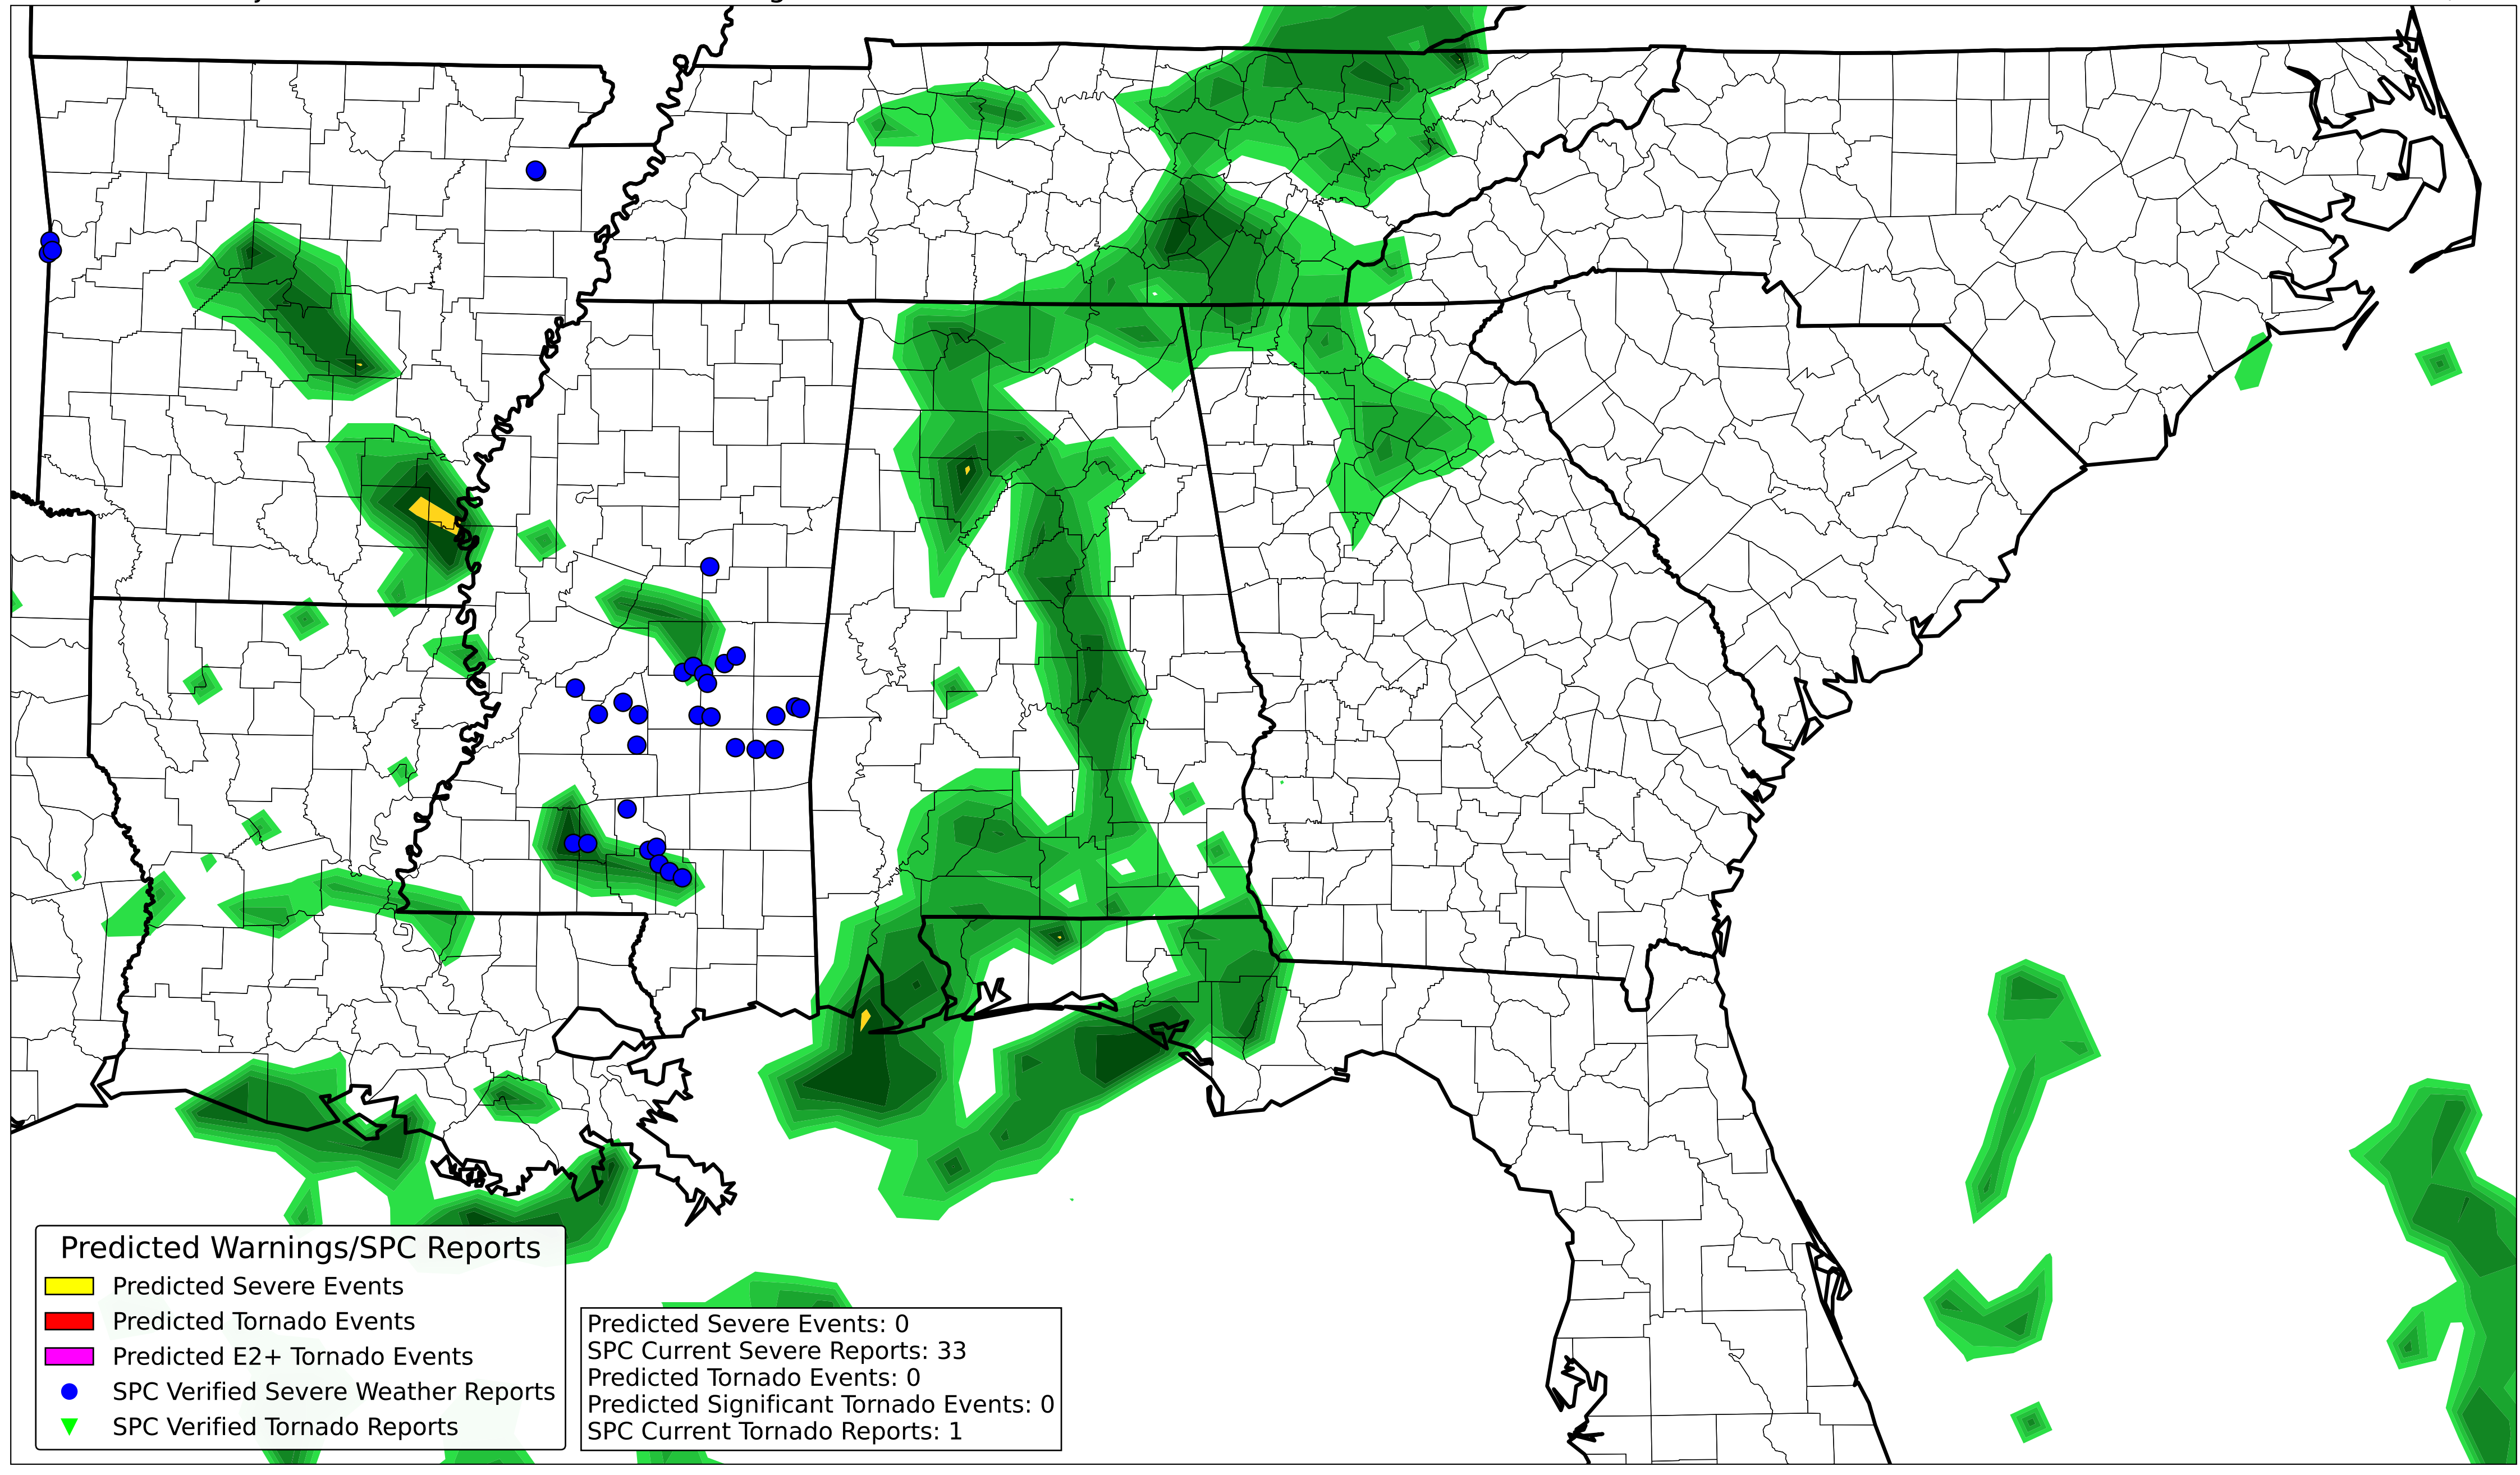 Predicted Warnings/SPC Reports
Predicted Severe Events
Predicted Tornado Events
Predicted E2+ Tornado Events
SPC Verified Severe Weather Reports
SPC Verified Tornado Reports
Predicted Severe Events: 0
SPC Current Severe Reports: 33
Predicted Tornado Events: 0
Predicted Significant Tornado Events: 0
SPC Current Tornado Reports: 1